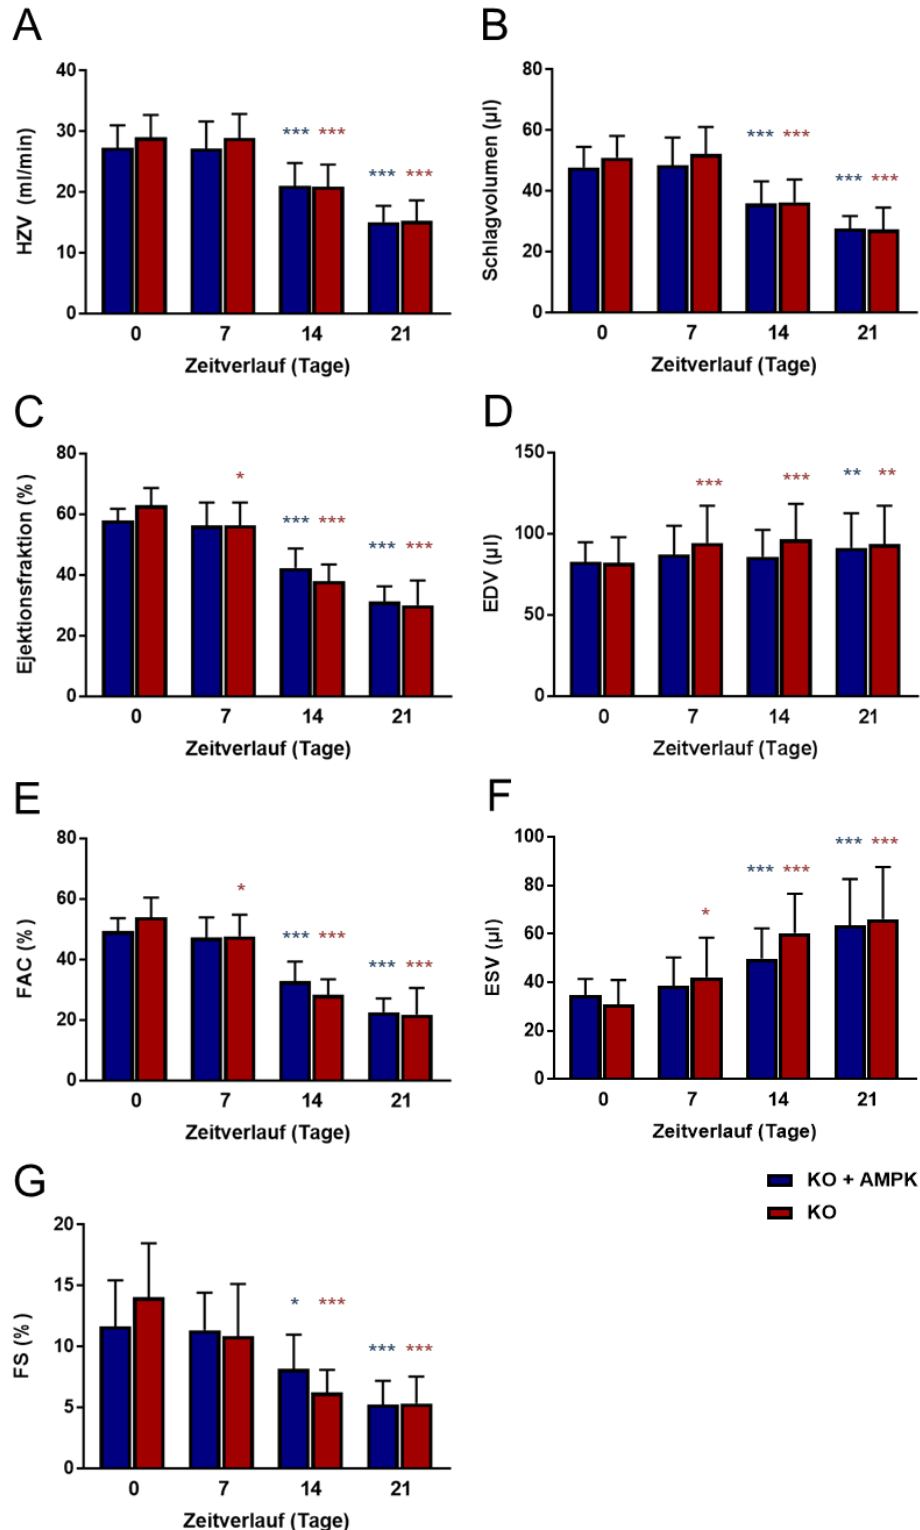 A
HZV (ml/min)
40
30
20
10
0
*** ***
*** ***
0 7 14 21
Zeitverlauf (Tage)
B
Schlagvolumen (µl)
80
60
40
20
0
*** ***
*** ***
0 7 14 21
Zeitverlauf (Tage)
C
Ejektionsfraktion (%)
80
60
40
20
0
*
*** ***
*** ***
0 7 14 21
Zeitverlauf (Tage)
D
EDV (µl)
150
100
50
0
***
***
** **
0 7 14 21
Zeitverlauf (Tage)
E
FAC (%)
80
60
40
20
0
*
*** ***
*** ***
0 7 14 21
Zeitverlauf (Tage)
F
ESV (µl)
100
80
60
40
20
0
*
*** ***
*** ***
0 7 14 21
Zeitverlauf (Tage)
KO + AMPK
KO
G
FS (%)
20
15
10
5
0
* ***
*** ***
0 7 14 21
Zeitverlauf (Tage)